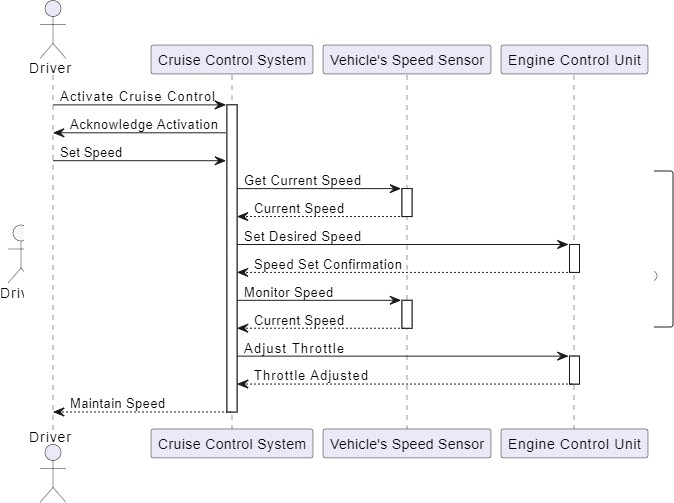 Driver
Cruise Control System
Vehicle's Speed Sensor
Engine Control Unit
Activate Cruise Control
Acknowledge Activation
Set Speed
Get Current Speed
Current Speed
Set Desired Speed
Speed Set Confirmation
Monitor Speed
Current Speed
Adjust Throttle
Throttle Adjusted
Maintain Speed
Driver
Cruise Control System
Vehicle's Speed Sensor
Engine Control Unit